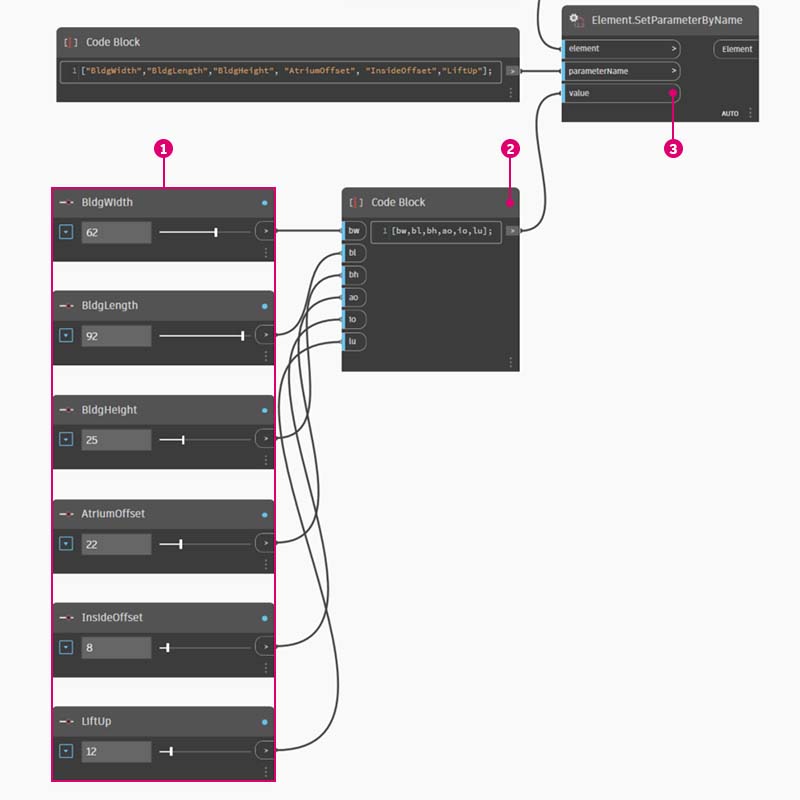 Element.SetParameterByName
element > Element
parameterName >
value >
AUTO
Code Block
1 ["BldgWidth","BldgLength","BldgHeight", "AtriumOffset", "InsideOffset","LiftUp"]; >
1
2
3
BldgWidth
62 >
BldgLength
92 >
BldgHeight
25 >
AtriumOffset
22 >
InsideOffset
8 >
LiftUp
12 >
Code Block
bw 1 [bw,bl,bh,ao,io,lu]; >
bl
bh
ao
io
lu